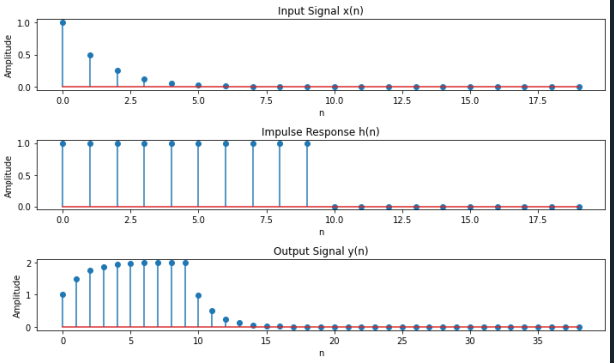 Input Signal x(n)
1.0
0.5
0.0
Amplitude
0.0 2.5 5.0 7.5 10.0 12.5 15.0 17.5
n
Impulse Response h(n)
1.0
0.5
0.0
Amplitude
0.0 2.5 5.0 7.5 10.0 12.5 15.0 17.5
n
Output Signal y(n)
2
1
0
Amplitude
0 5 10 15 20 25 30 35
n